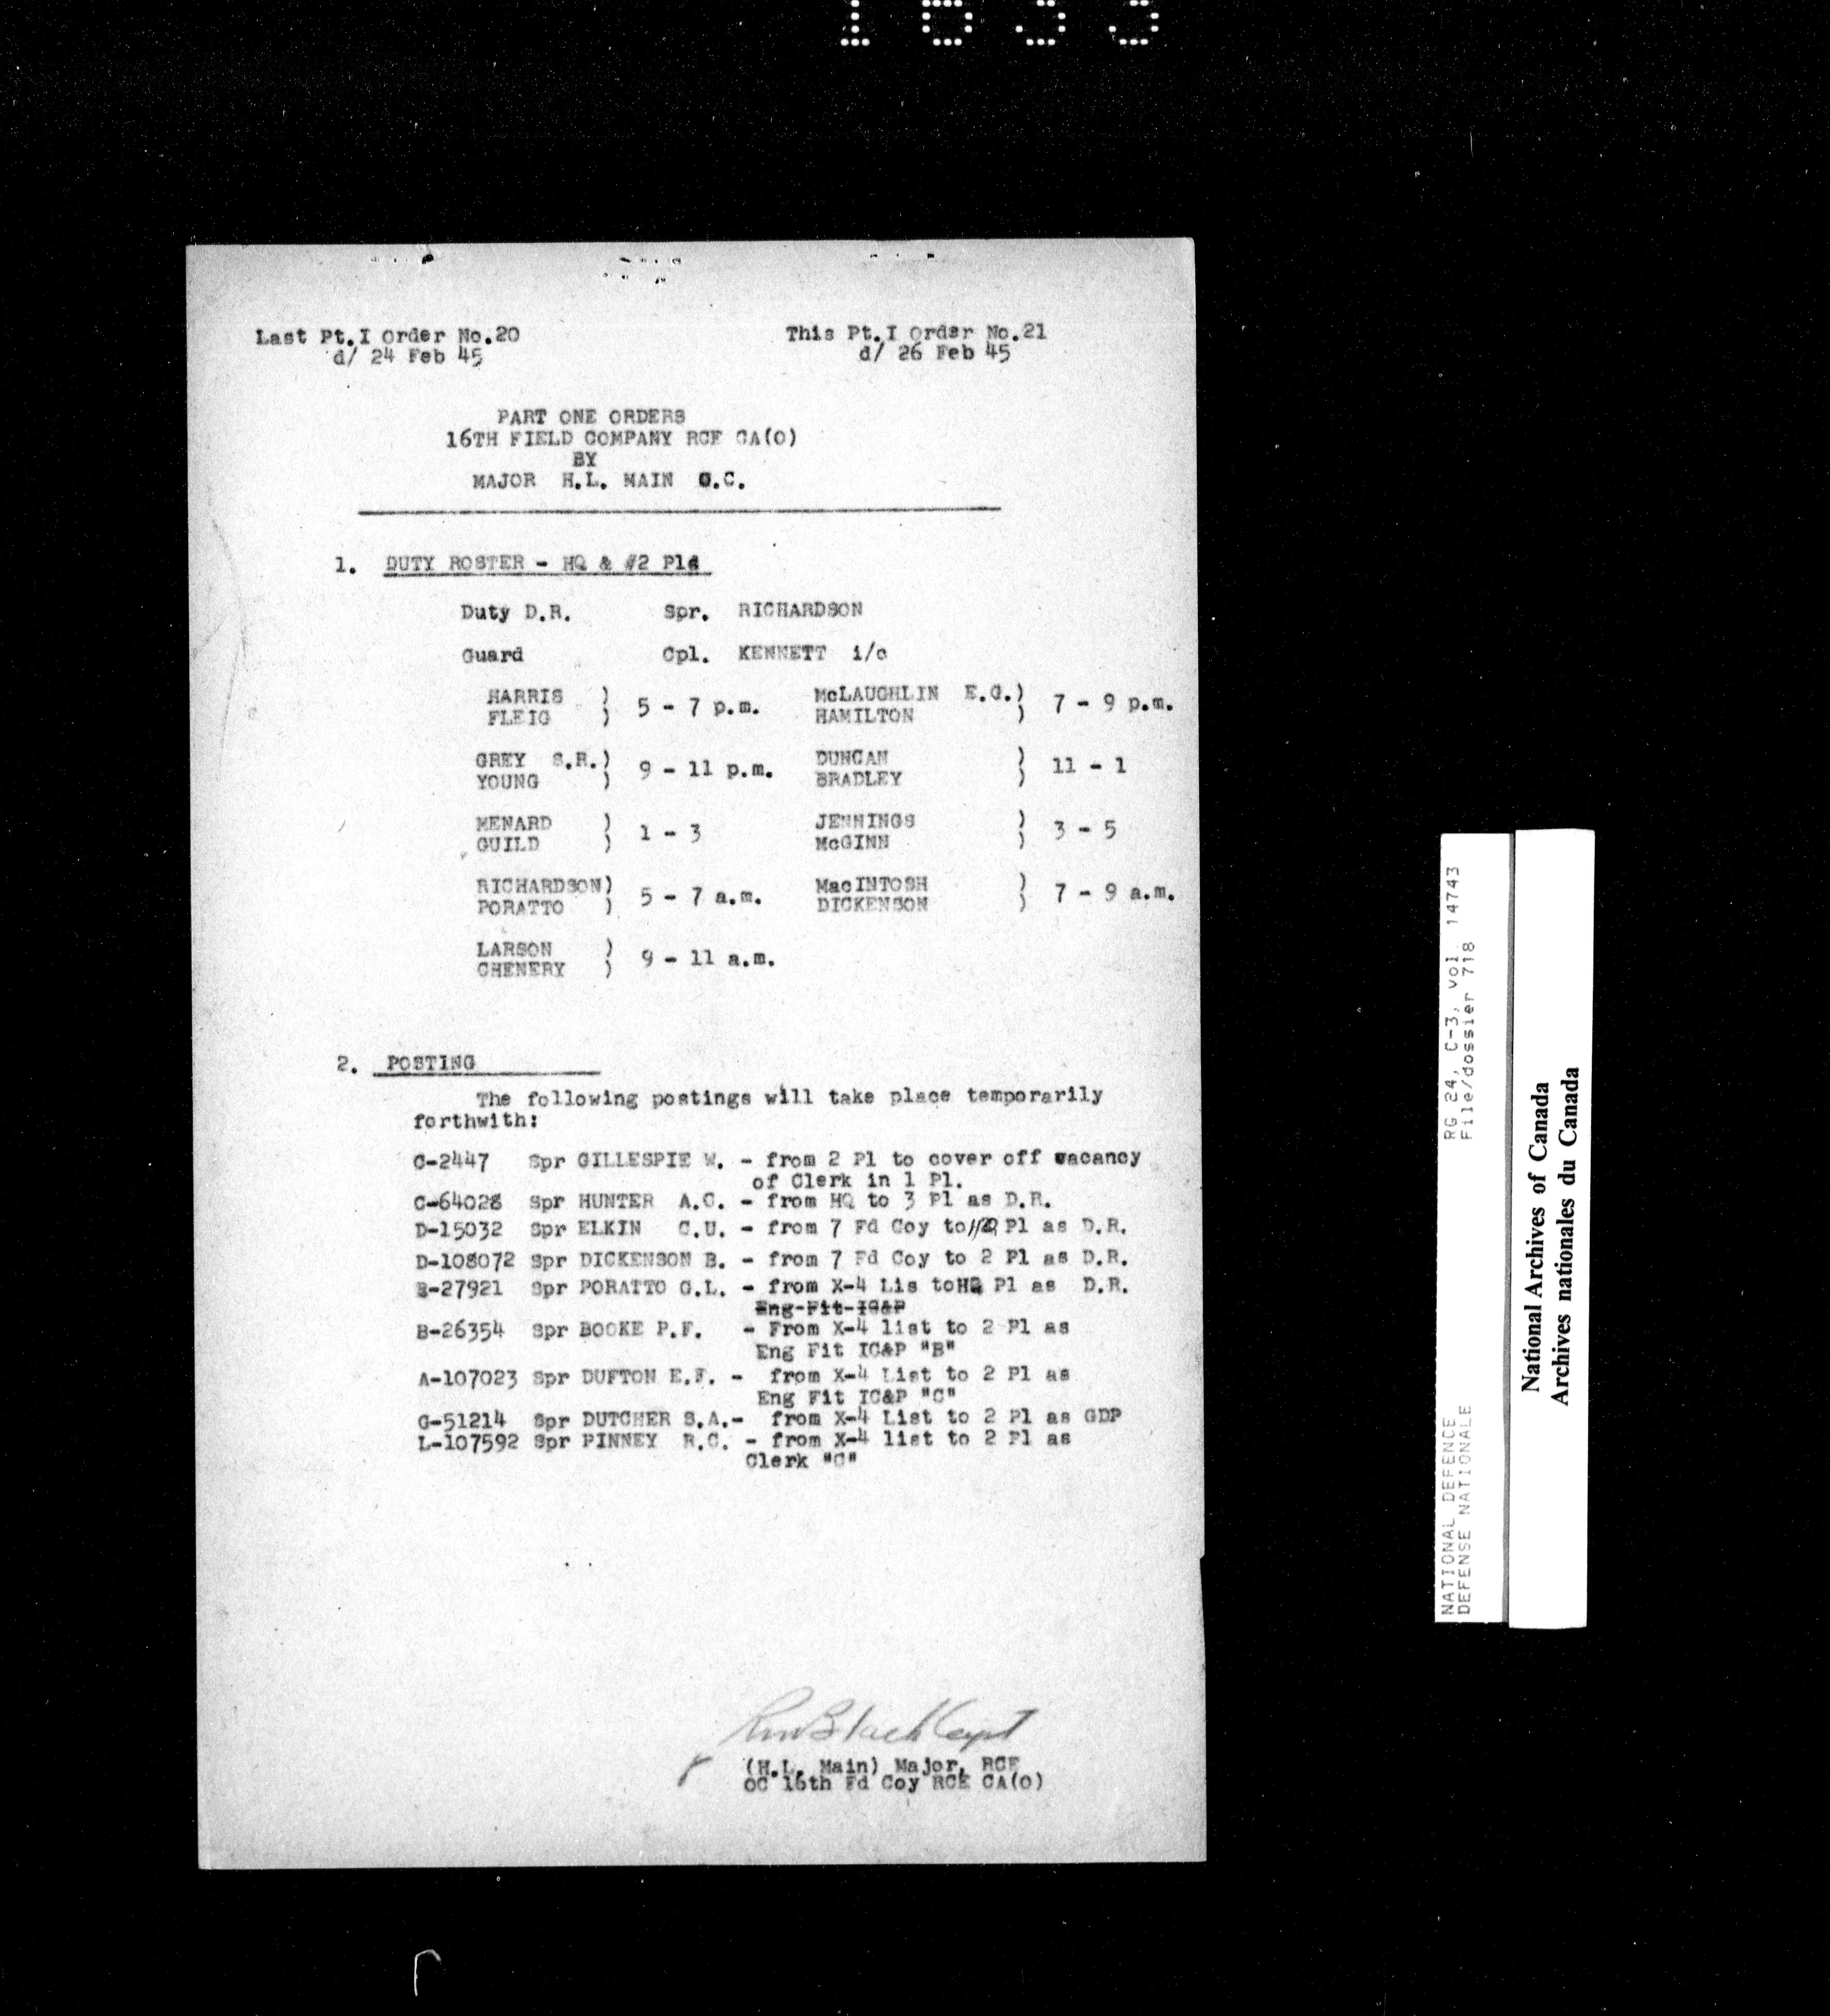 Last Pt.I Order No.20
d/ 24 Feb 45
This Pt.I Order No.21
d/ 26 Feb 45
PART ONE ORDERS
16TH FIELD COMPANY RCE CA(O)
BY
MAJOR H.L. MAIN O.C.
1. DUTY ROSTER - HQ & #2 Pls
Duty D.R. Spr. RICHARDSON
Guard Cpl. KENNETT i/c
HARRIS ) McLAUGHLIN E.G.)
5 - 7 p.m. 7 - 9 p.m.
FLEIG ) HAMILTON )
GREY S.R.) DUNCAN )
9 - 11 p.m. 11 - 1
YOUNG ) BRADLEY )
MENARD ) JENNINGS )
1 - 3 3 - 5
GUILD ) McGINN )
RICHARDSON) MacINTOSH )
5 - 7 a.m. 7 - 9 a.m.
PORATTO ) DICKENSON )
LARSON )
9 - 11 a.m.
CHENERY )
2. POSTING
The following postings will take place temporarily
forthwith:
C-2447 Spr GILLESPIE W. - from 2 Pl to cover off vacancy
of Clerk in 1 Pl.
C-64028 Spr HUNTER A.C. - from HQ to 3 Pl as D.R.
D-15032 Spr ELKIN C.U. - from 7 Fd Coy to HQ Pl as D.R.
D-108072 Spr DICKENSON B. - from 7 Fd Coy to 2 Pl as D.R.
-27921 Spr PORATTO G.L. - from X-4 Lis toHQ Pl as D.R.
Eng-Fit-IC&P
B-26354 Spr BOOKE P.F. - From X-4 list to 2 Pl as
Eng Fit IC&P "B"
A-107023 Spr DUFTON E.F. - from X-4 List to 2 Pl as
Eng Fit IC&P "C"
G-51214 Spr DUTCHER S.A.- from X-4 List to 2 Pl as GDP
L-107592 Spr PINNEY R.C. - from X-4 list to 2 Pl as
Clerk "C"
Black Capt
(H.L. Main) Major, RCE
OC 16th Fd Coy RCE CA(O)
NATIONAL DEFENCE RG 24, C-3, vol 14743
DEFENSE NATIONALE File/dossier 718
National Archives of Canada
Archives nationales du Canada